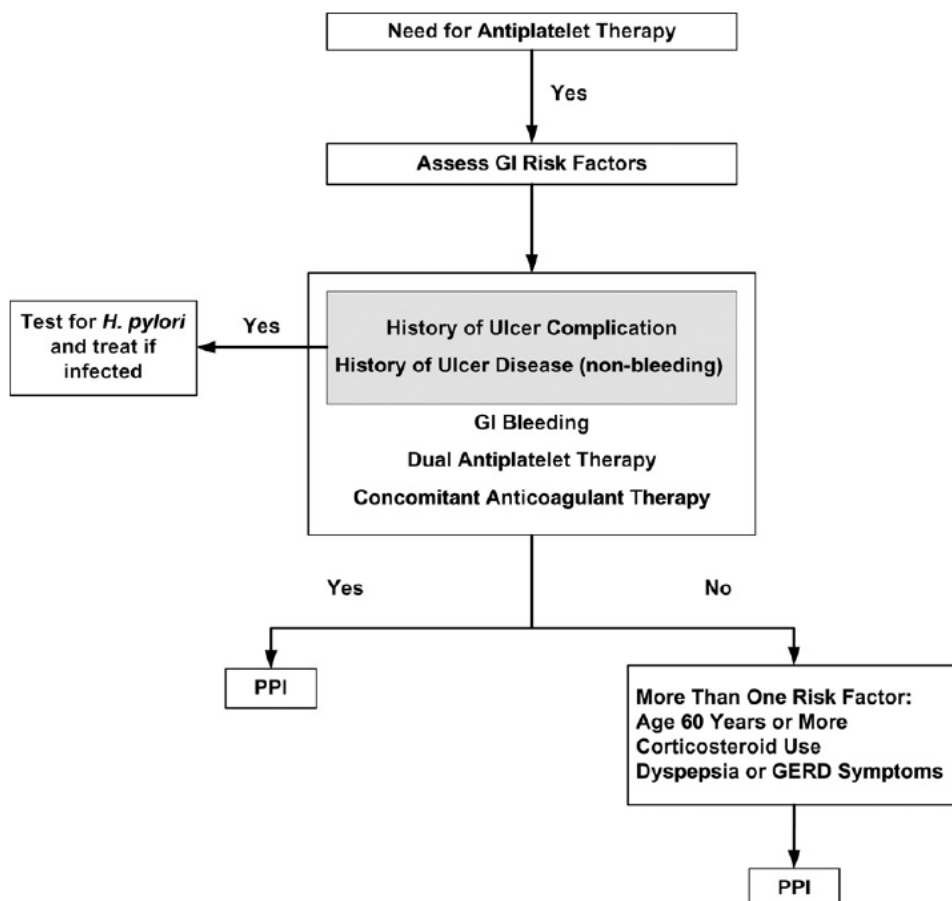 Need for Antiplatelet Therapy
Yes
Assess GI Risk Factors
Test for H. pylori
and treat if
infected
Yes
History of Ulcer Complication
History of Ulcer Disease (non-bleeding)
GI Bleeding
Dual Antiplatelet Therapy
Concomitant Anticoagulant Therapy
Yes
No
PPI
More Than One Risk Factor:
Age 60 Years or More
Corticosteroid Use
Dyspepsia or GERD Symptoms
PPI